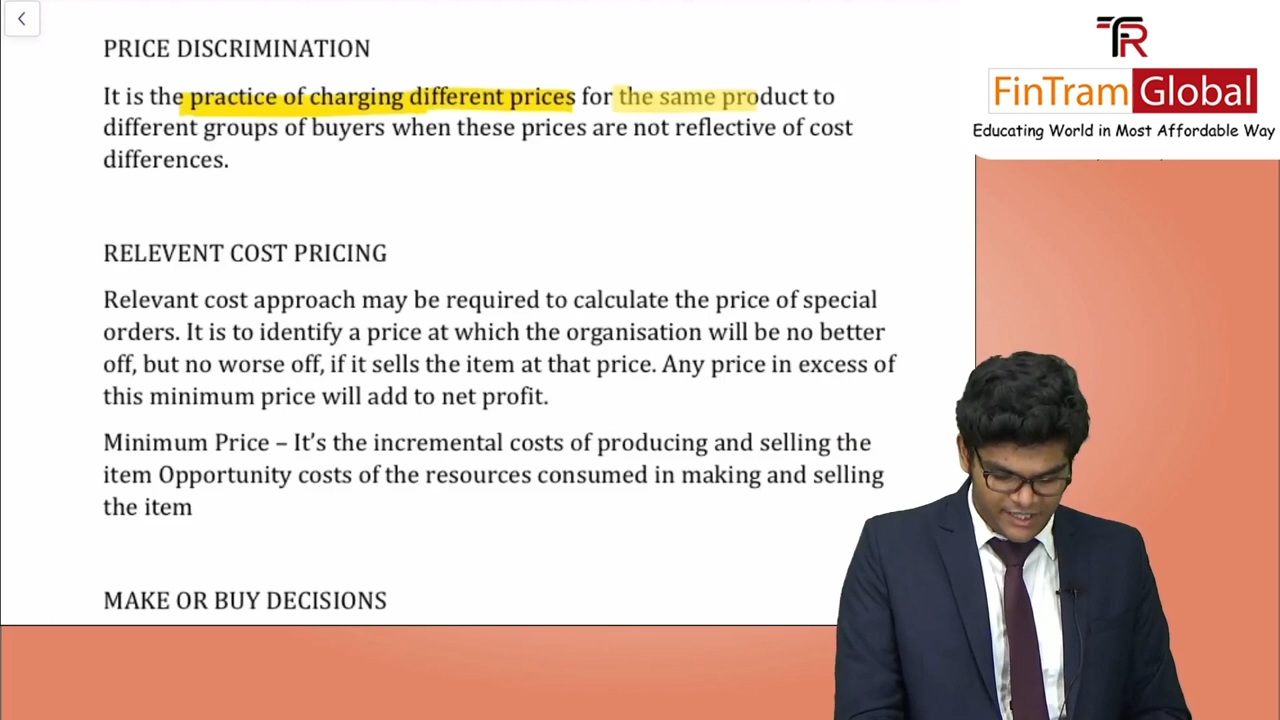 PRICE DISCRIMINATION
It is the practice of charging different prices for the same product to
different groups of buyers when these prices are not reflective of cost
differences.
RELEVENT COST PRICING
Relevant cost approach may be required to calculate the price of special
orders. It is to identify a price at which the organisation will be no better
off, but no worse off, if it sells the item at that price. Any price in excess of
this minimum price will add to net profit.
Minimum Price – It's the incremental costs of producing and selling the
item Opportunity costs of the resources consumed in making and selling
the item
MAKE OR BUY DECISIONS
FinTram Global
Educating World in Most Affordable Way